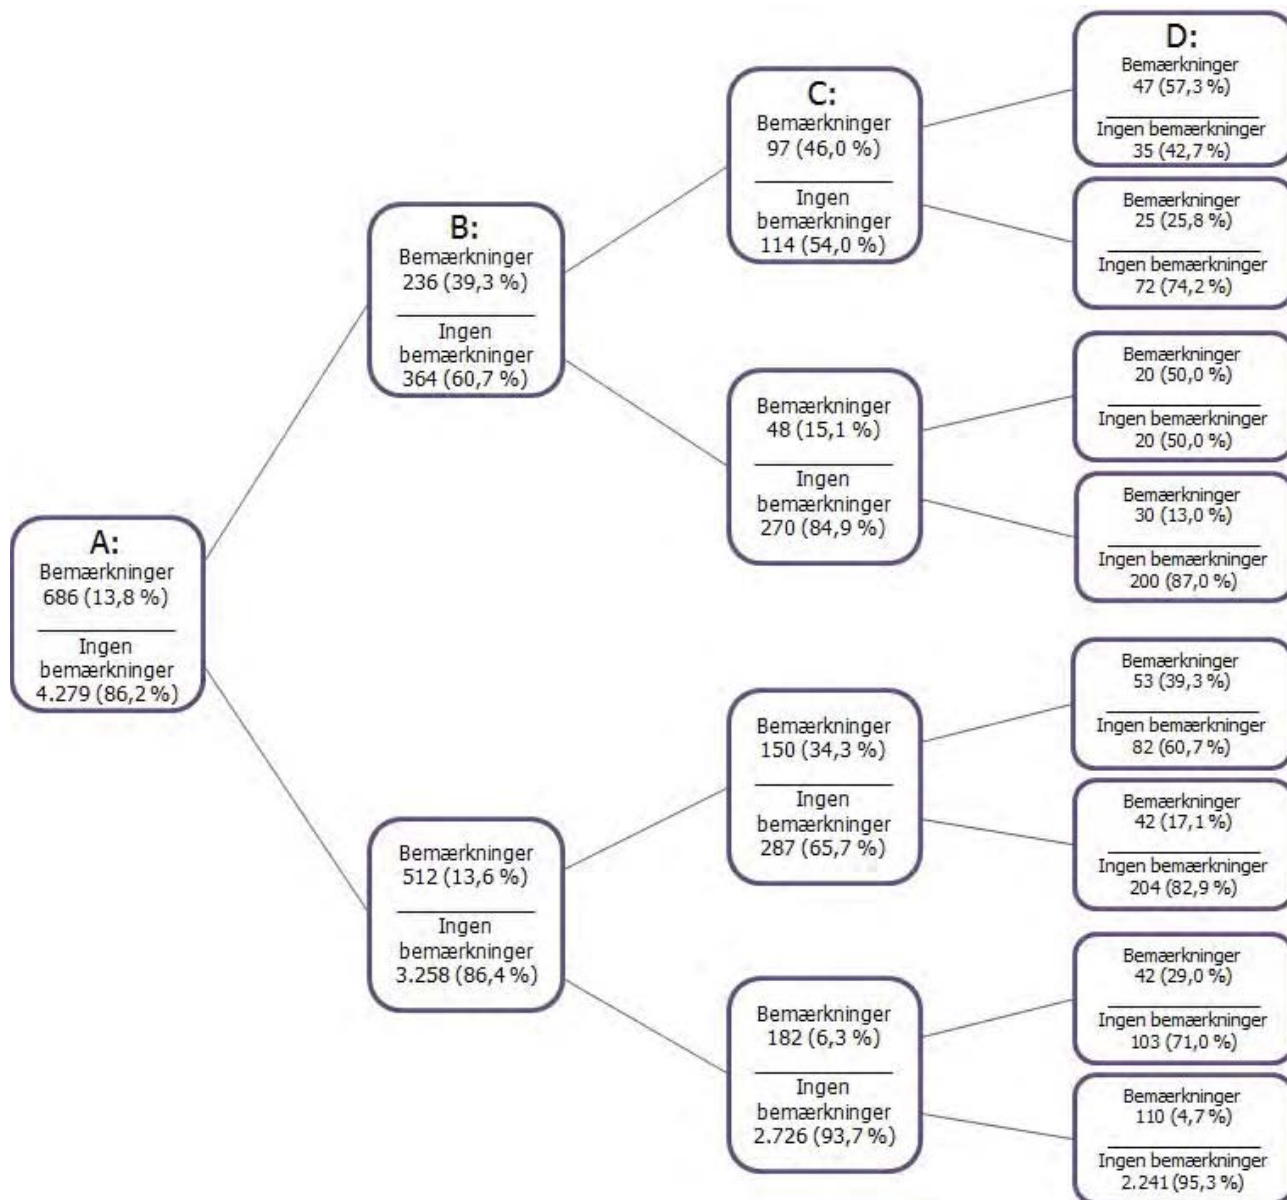 A:
Bemærkninger
686 (13,8 %)
Ingen
bemærkninger
4.279 (86,2 %)
B:
Bemærkninger
236 (39,3 %)
Ingen
bemærkninger
364 (60,7 %)
Bemærkninger
512 (13,6 %)
Ingen
bemærkninger
3.258 (86,4 %)
C:
Bemærkninger
97 (46,0 %)
Ingen
bemærkninger
114 (54,0 %)
Bemærkninger
48 (15,1 %)
Ingen
bemærkninger
270 (84,9 %)
Bemærkninger
150 (34,3 %)
Ingen
bemærkninger
287 (65,7 %)
Bemærkninger
182 (6,3 %)
Ingen
bemærkninger
2.726 (93,7 %)
D:
Bemærkninger
47 (57,3 %)
Ingen bemærkninger
35 (42,7 %)
Bemærkninger
25 (25,8 %)
Ingen bemærkninger
72 (74,2 %)
Bemærkninger
20 (50,0 %)
Ingen bemærkninger
20 (50,0 %)
Bemærkninger
30 (13,0 %)
Ingen bemærkninger
200 (87,0 %)
Bemærkninger
53 (39,3 %)
Ingen bemærkninger
82 (60,7 %)
Bemærkninger
42 (17,1 %)
Ingen bemærkninger
204 (82,9 %)
Bemærkninger
42 (29,0 %)
Ingen bemærkninger
103 (71,0 %)
Bemærkninger
110 (4,7 %)
Ingen bemærkninger
2.241 (95,3 %)